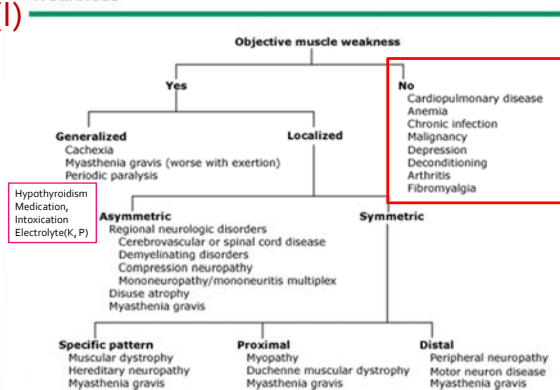 (I)
Objective muscle weakness
Yes
No
Cardiopulmonary disease
Anemia
Chronic infection
Malignancy
Depression
Deconditioning
Arthritis
Fibromyalgia
Generalized
Cachexia
Myasthenia gravis (worse with exertion)
Periodic paralysis
Localized
Hypothyroidism
Medication,
Intoxication
Electrolyte(K, P)
Asymmetric
Regional neurologic disorders
Cerebrovascular or spinal cord disease
Demyelinating disorders
Compression neuropathy
Mononeuropathy/mononeuritis multiplex
Disuse atrophy
Myasthenia gravis
Symmetric
Specific pattern
Muscular dystrophy
Hereditary neuropathy
Myasthenia gravis
Proximal
Myopathy
Duchenne muscular dystrophy
Myasthenia gravis
Distal
Peripheral neuropathy
Motor neuron disease
Myasthenia gravis